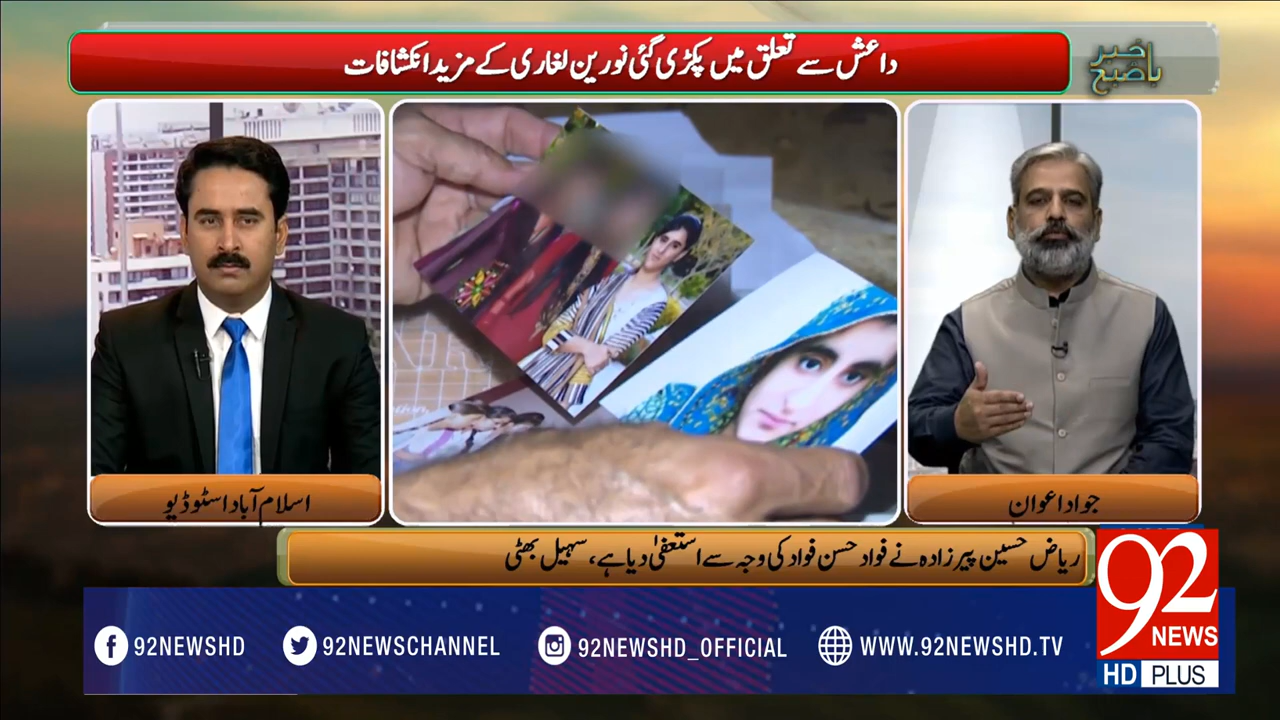 داعش سے تعلق میں پکڑی گئی نورین لغاری کے مزید انکشافات
باخبر صبح
اسلام آباد اسٹوڈیو
جواد اعوان
ریاض حسین پیرزادہ نے فواد حسن فواد کی وجہ سے استعفیٰ دیا ہے، سہیل بھٹی
92NEWSHD
92NEWSCHANNEL
92NEWSHD_OFFICIAL
WWW.92NEWSHD.TV
92
NEWS
HD PLUS